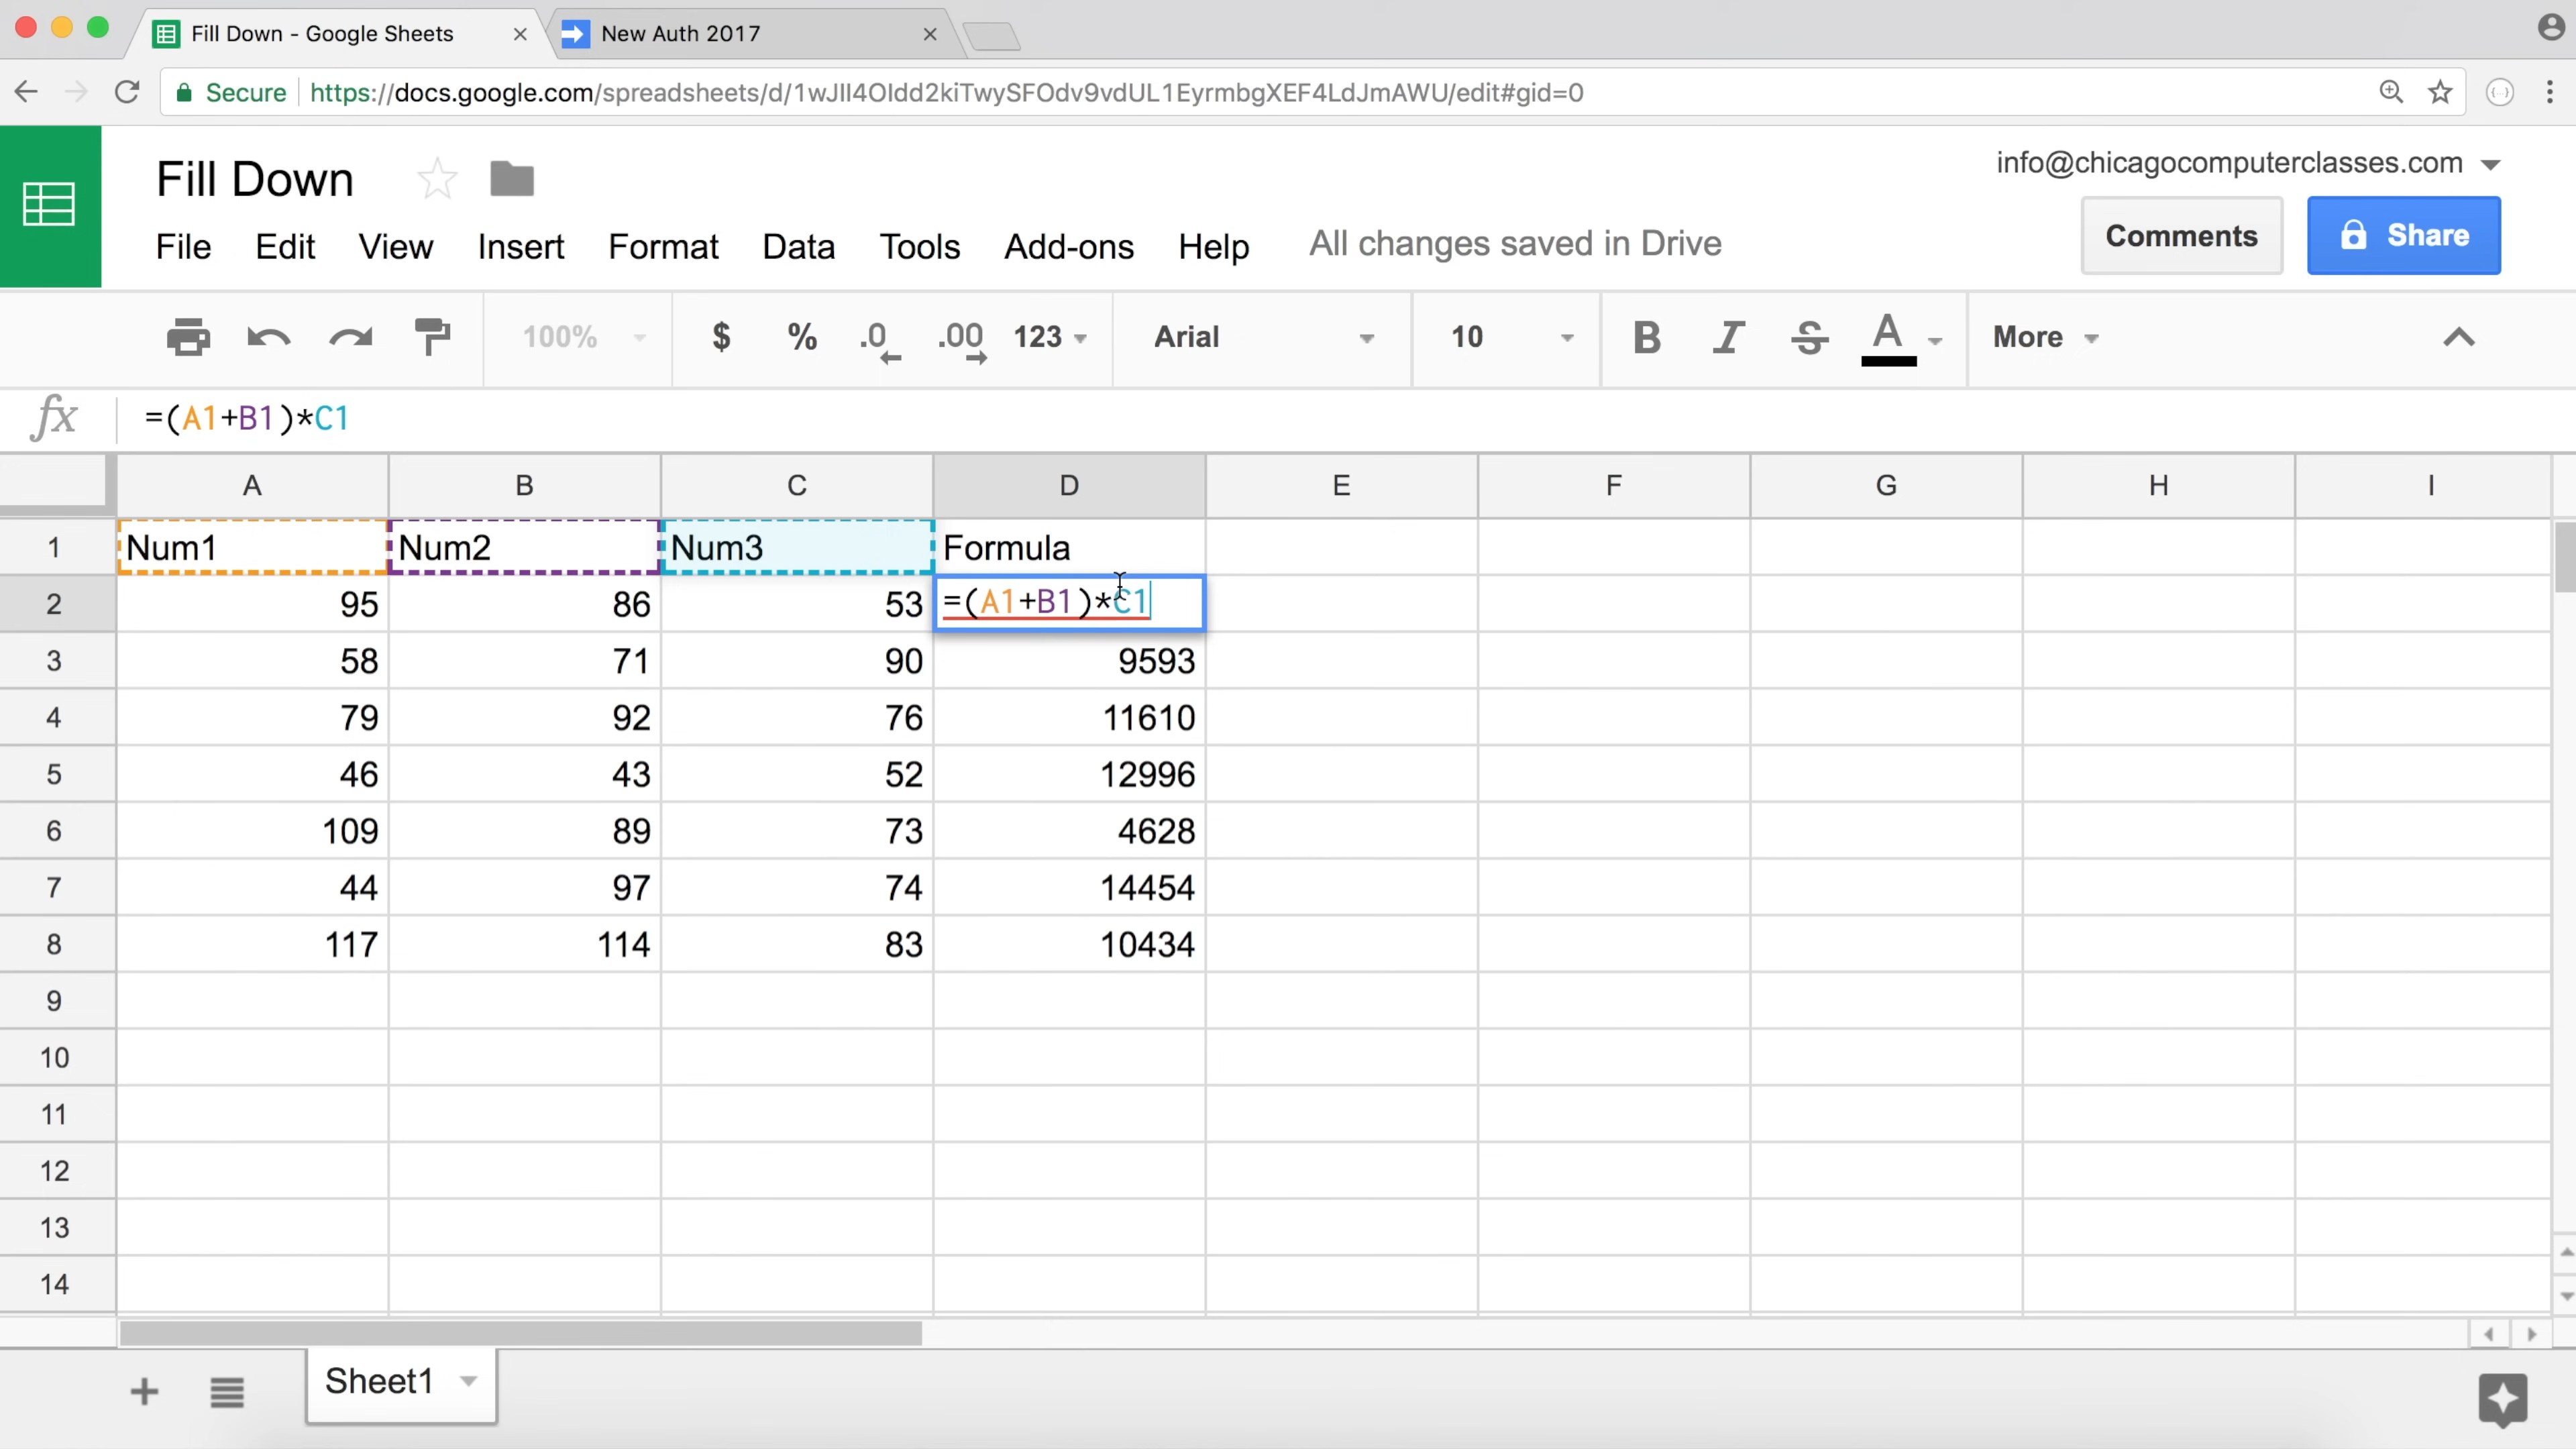 Fill Down - Google Sheets × New Auth 2017 ×
Secure https://docs.google.com/spreadsheets/d/1wJII4OIdd2kiTwySFOdv9vdUL1EyrmbgXEF4LdJmAWU/edit#gid=0
Fill Down
info@chicagocomputerclasses.com
File Edit View Insert Format Data Tools Add-ons Help All changes saved in Drive
Comments Share
100% $ % .0 .00 123 Arial 10 B I S A More
fx =(A1+B1)*C1
A B C D E F G H I
1 Num1 Num2 Num3 Formula
2 95 86 53 =(A1+B1)*C1
3 58 71 90 9593
4 79 92 76 11610
5 46 43 52 12996
6 109 89 73 4628
7 44 97 74 14454
8 117 114 83 10434
9
10
11
12
13
14
Sheet1